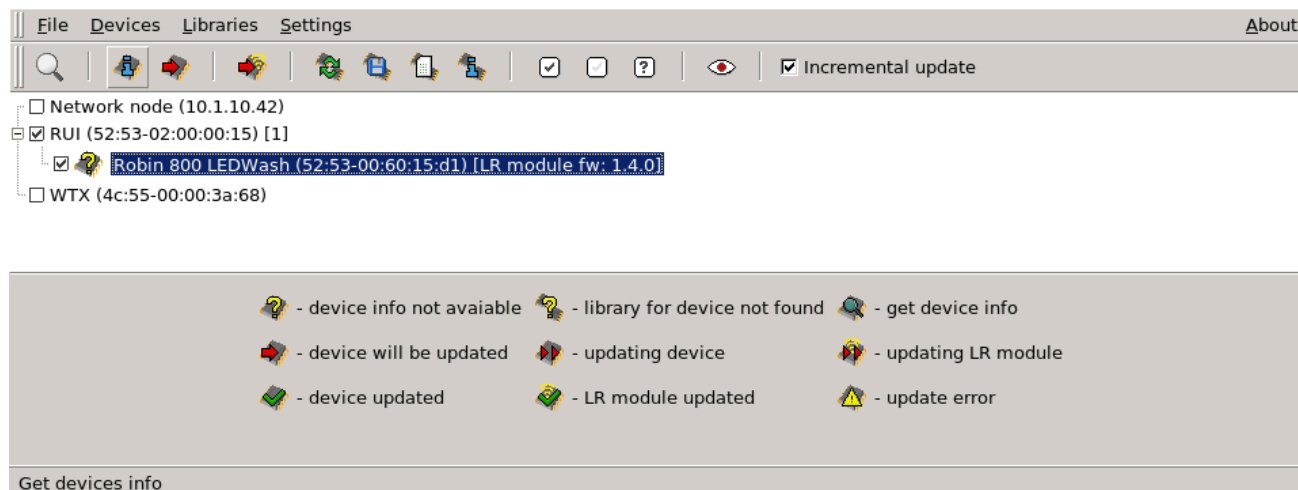 File Devices Libraries Settings About
Incremental update
Network node (10.1.10.42)
RUI (52:53-02:00:00:15) [1]
Robin 800 LEDWash (52:53-00:60:15:d1) [LR module fw: 1.4.0]
WTX (4c:55-00:00:3a:68)
- device info not avaiable - library for device not found - get device info
- device will be updated - updating device - updating LR module
- device updated - LR module updated - update error
Get devices info